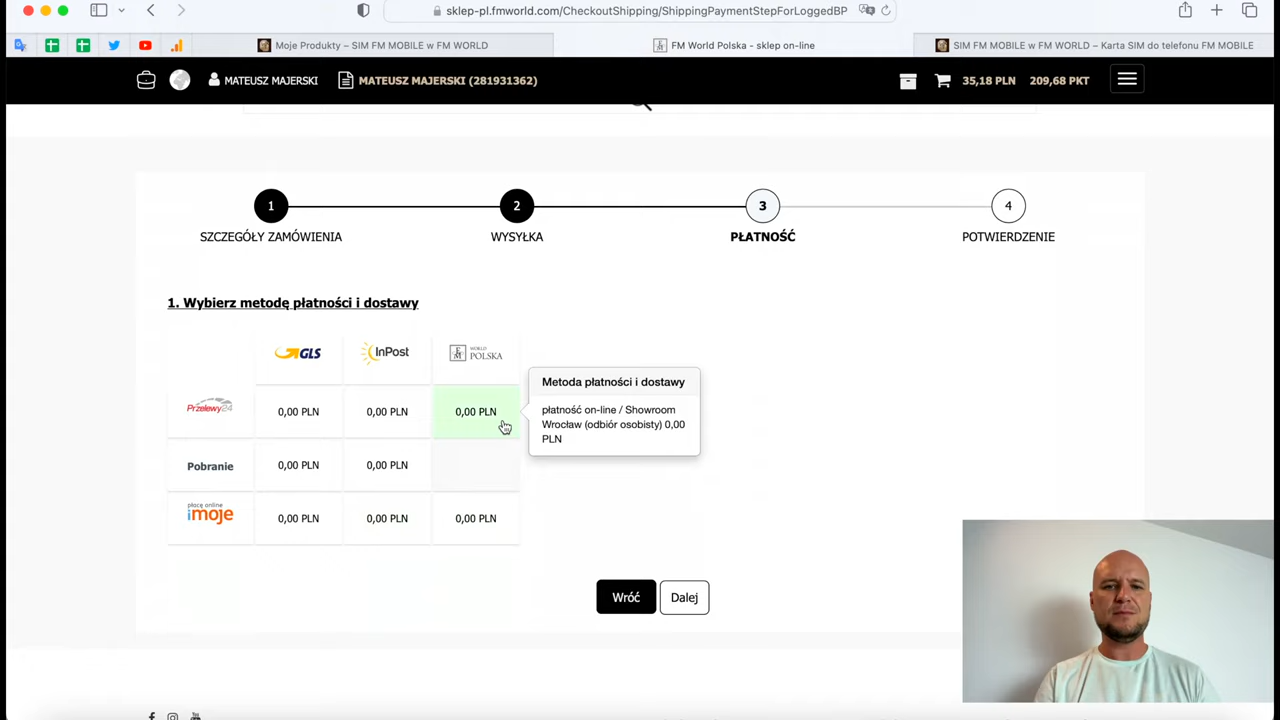 sklep-pl.fmworld.com/CheckoutShipping/ShippingPaymentStepForLoggedBP
Moje Produkty – SIM FM MOBILE w FM WORLD
FM World Polska - sklep on-line
SIM FM MOBILE w FM WORLD – Karta SIM do telefonu FM MOBILE
MATEUSZ MAJERSKI
MATEUSZ MAJERSKI (281931362)
35,18 PLN
209,68 PKT
1
2
3
4
SZCZEGÓŁY ZAMÓWIENIA
WYSYŁKA
PŁATNOŚĆ
POTWIERDZENIE
1. Wybierz metodę płatności i dostawy
GLS
InPost
FM WORLD POLSKA
Metoda płatności i dostawy
płatność on-line / Showroom
Wrocław (odbiór osobisty) 0,00
PLN
Przelewy24
0,00 PLN
0,00 PLN
0,00 PLN
Pobranie
0,00 PLN
0,00 PLN
płacę online
imoje
0,00 PLN
0,00 PLN
0,00 PLN
Wróć
Dalej